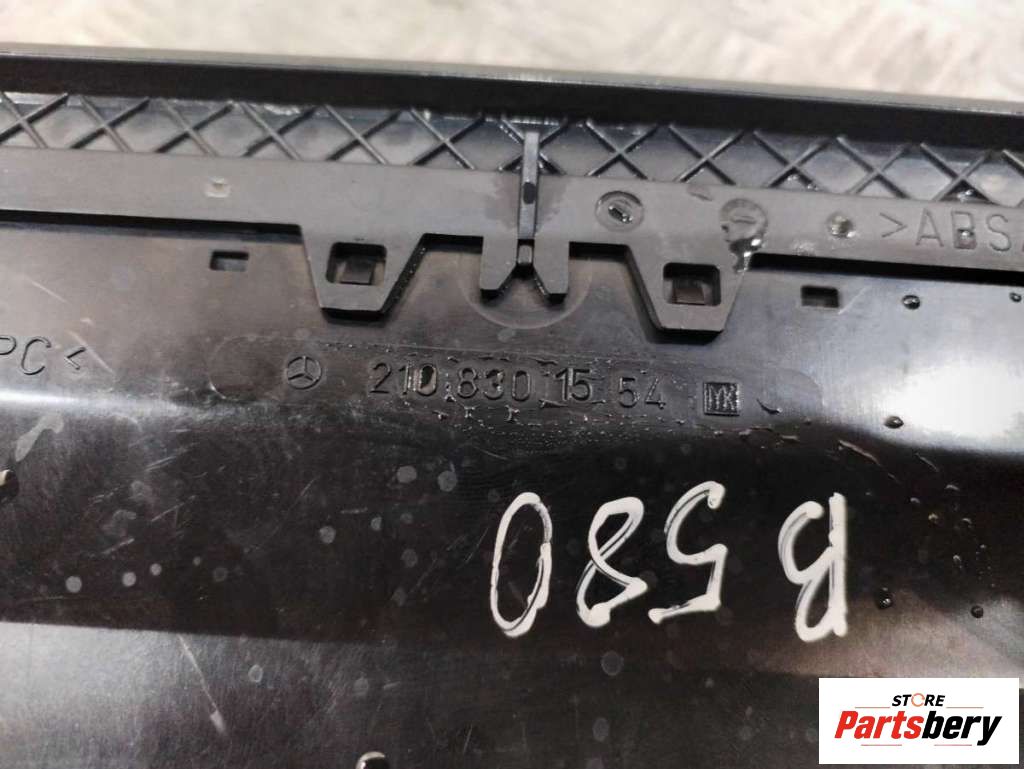 >ABS
PC<
210 830 15 54
B580
STORE
Partsbery